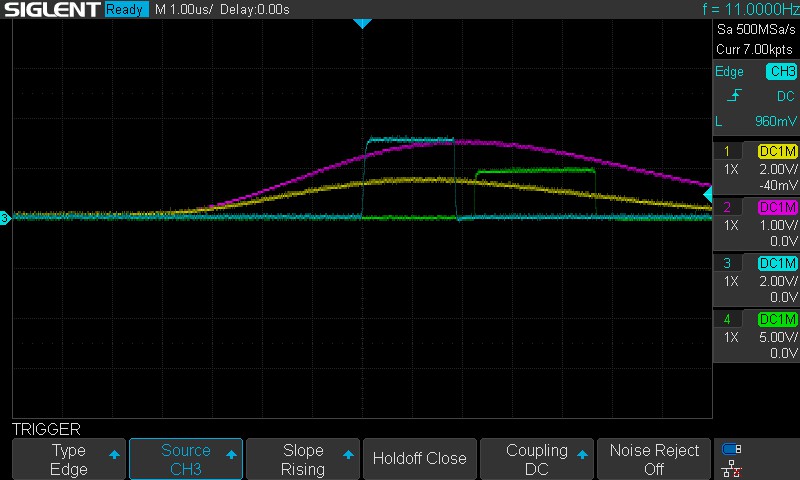 SIGLENT Ready M 1.00us/ Delay:0.00s f = 11.0000Hz
Sa 500MSa/s
Curr 7.00kpts
Edge CH3
DC
L 960mV
1 DC1M
1X 2.00V/
-40mV
2 DC1M
1X 1.00V/
0.0V
3 DC1M
1X 2.00V/
0.0V
4 DC1M
1X 5.00V/
0.0V
3
TRIGGER
Type
Edge
Source
CH3
Slope
Rising
Holdoff Close
Coupling
DC
Noise Reject
Off